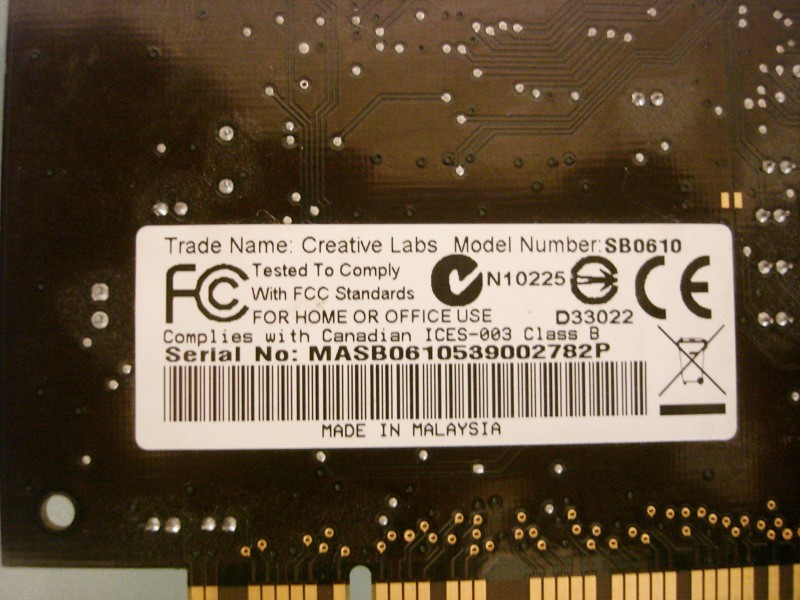 Trade Name: Creative Labs Model Number: SB0610
FC Tested To Comply
With FCC Standards
N10225
CE
FOR HOME OR OFFICE USE
D33022
Complies with Canadian ICES-003 Class B
Serial No: MASB0610539002782P
MADE IN MALAYSIA